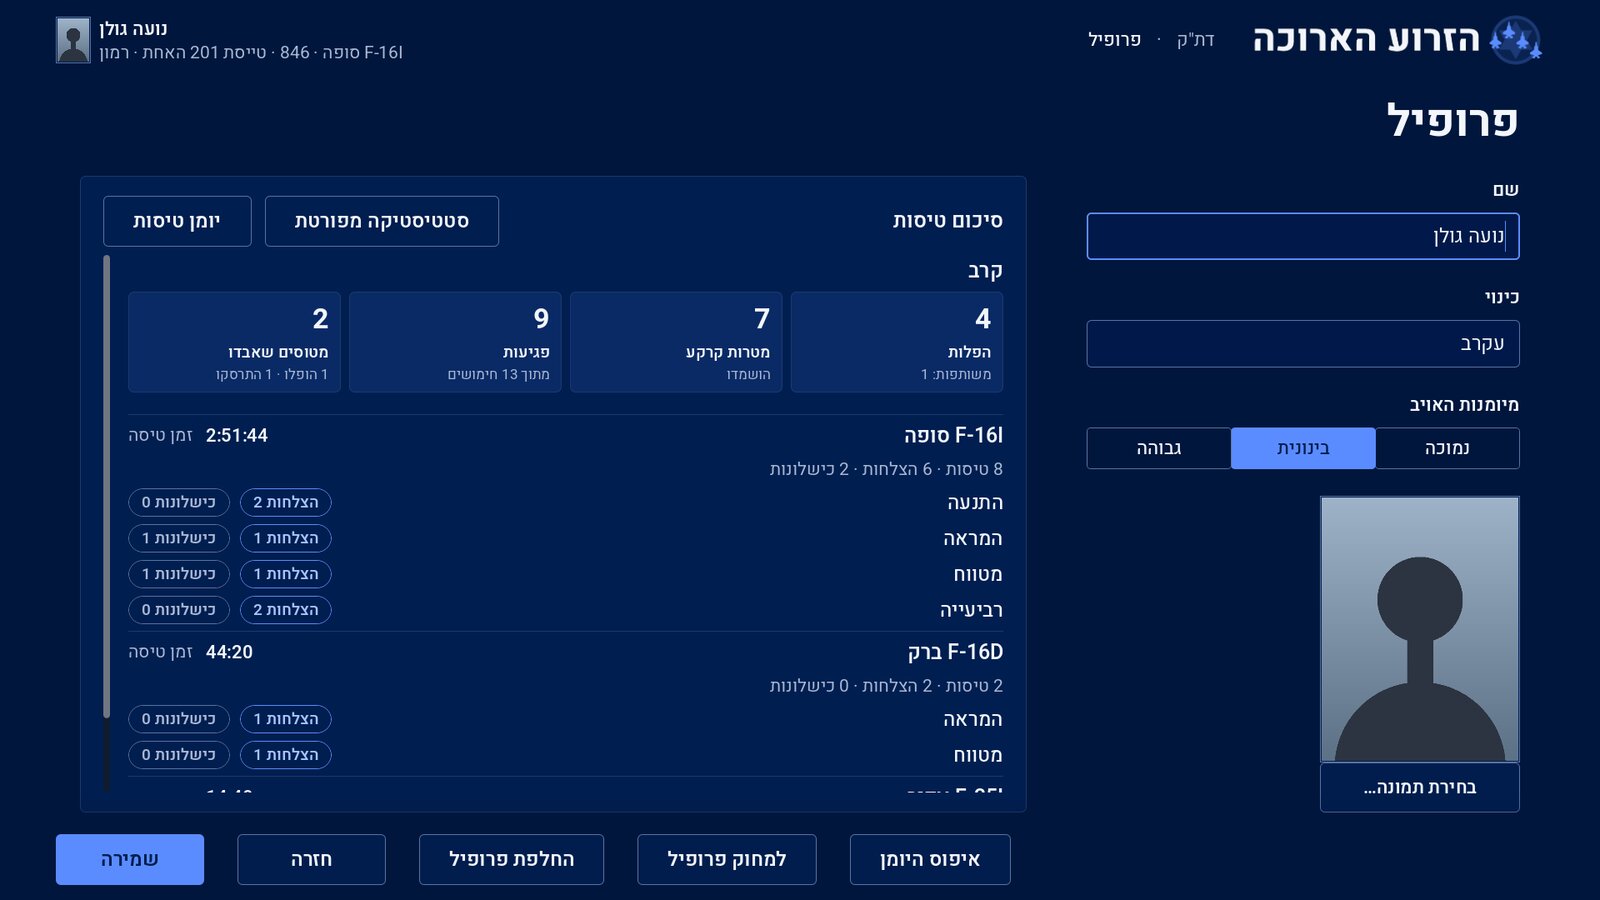 הזרוע הארוכה
דת"ק · פרופיל
נועה גולן
F-16I סופה · 846 · טייסת 201 האחת · רמון
פרופיל
שם
נועה גולן
כינוי
עקרב
מיומנות האויב
נמוכה
בינונית
גבוהה
בחירת תמונה...
סיכום טיסות
סטטיסטיקה מפורטת
יומן טיסות
קרב
4
הפלות
משותפות: 1
7
מטרות קרקע
הושמדו
9
פגיעות
מתוך 13 חימושים
2
מטוסים שאבדו
1 הופלו · 1 התרסקו
F-16I סופה
2:51:44 זמן טיסה
8 טיסות · 6 הצלחות · 2 כישלונות
התנעה הצלחות 2 כישלונות 0
המראה הצלחות 1 כישלונות 1
מטווח הצלחות 1 כישלונות 1
רביעייה הצלחות 2 כישלונות 0
F-16D ברק
44:20 זמן טיסה
2 טיסות · 2 הצלחות · 0 כישלונות
המראה הצלחות 1 כישלונות 0
מטווח הצלחות 1 כישלונות 0
איפוס היומן
למחוק פרופיל
החלפת פרופיל
חזרה
שמירה